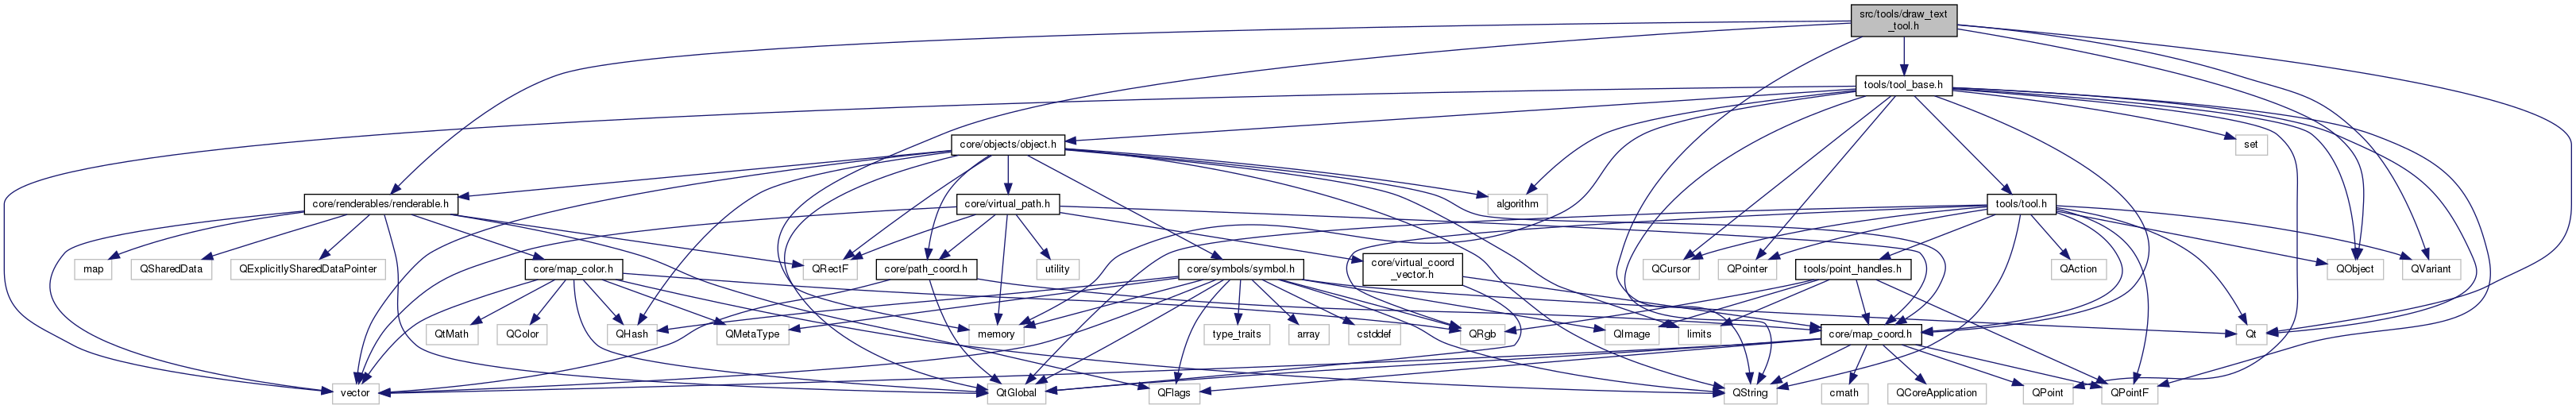 src/tools/draw_text
_tool.h
tools/tool_base.h
core/objects/object.h
set
core/renderables/renderable.h
core/virtual_path.h
algorithm
tools/tool.h
map
QSharedData
QExplicitlySharedDataPointer
core/map_color.h
QRectF
core/path_coord.h
utility
core/virtual_coord
_vector.h
core/symbols/symbol.h
QCursor
QPointer
tools/point_handles.h
QAction
QObject
QVariant
QtMath
QColor
QHash
QMetaType
memory
type_traits
array
cstddef
QRgb
QImage
limits
core/map_coord.h
Qt
vector
QtGlobal
QFlags
QString
cmath
QCoreApplication
QPoint
QPointF